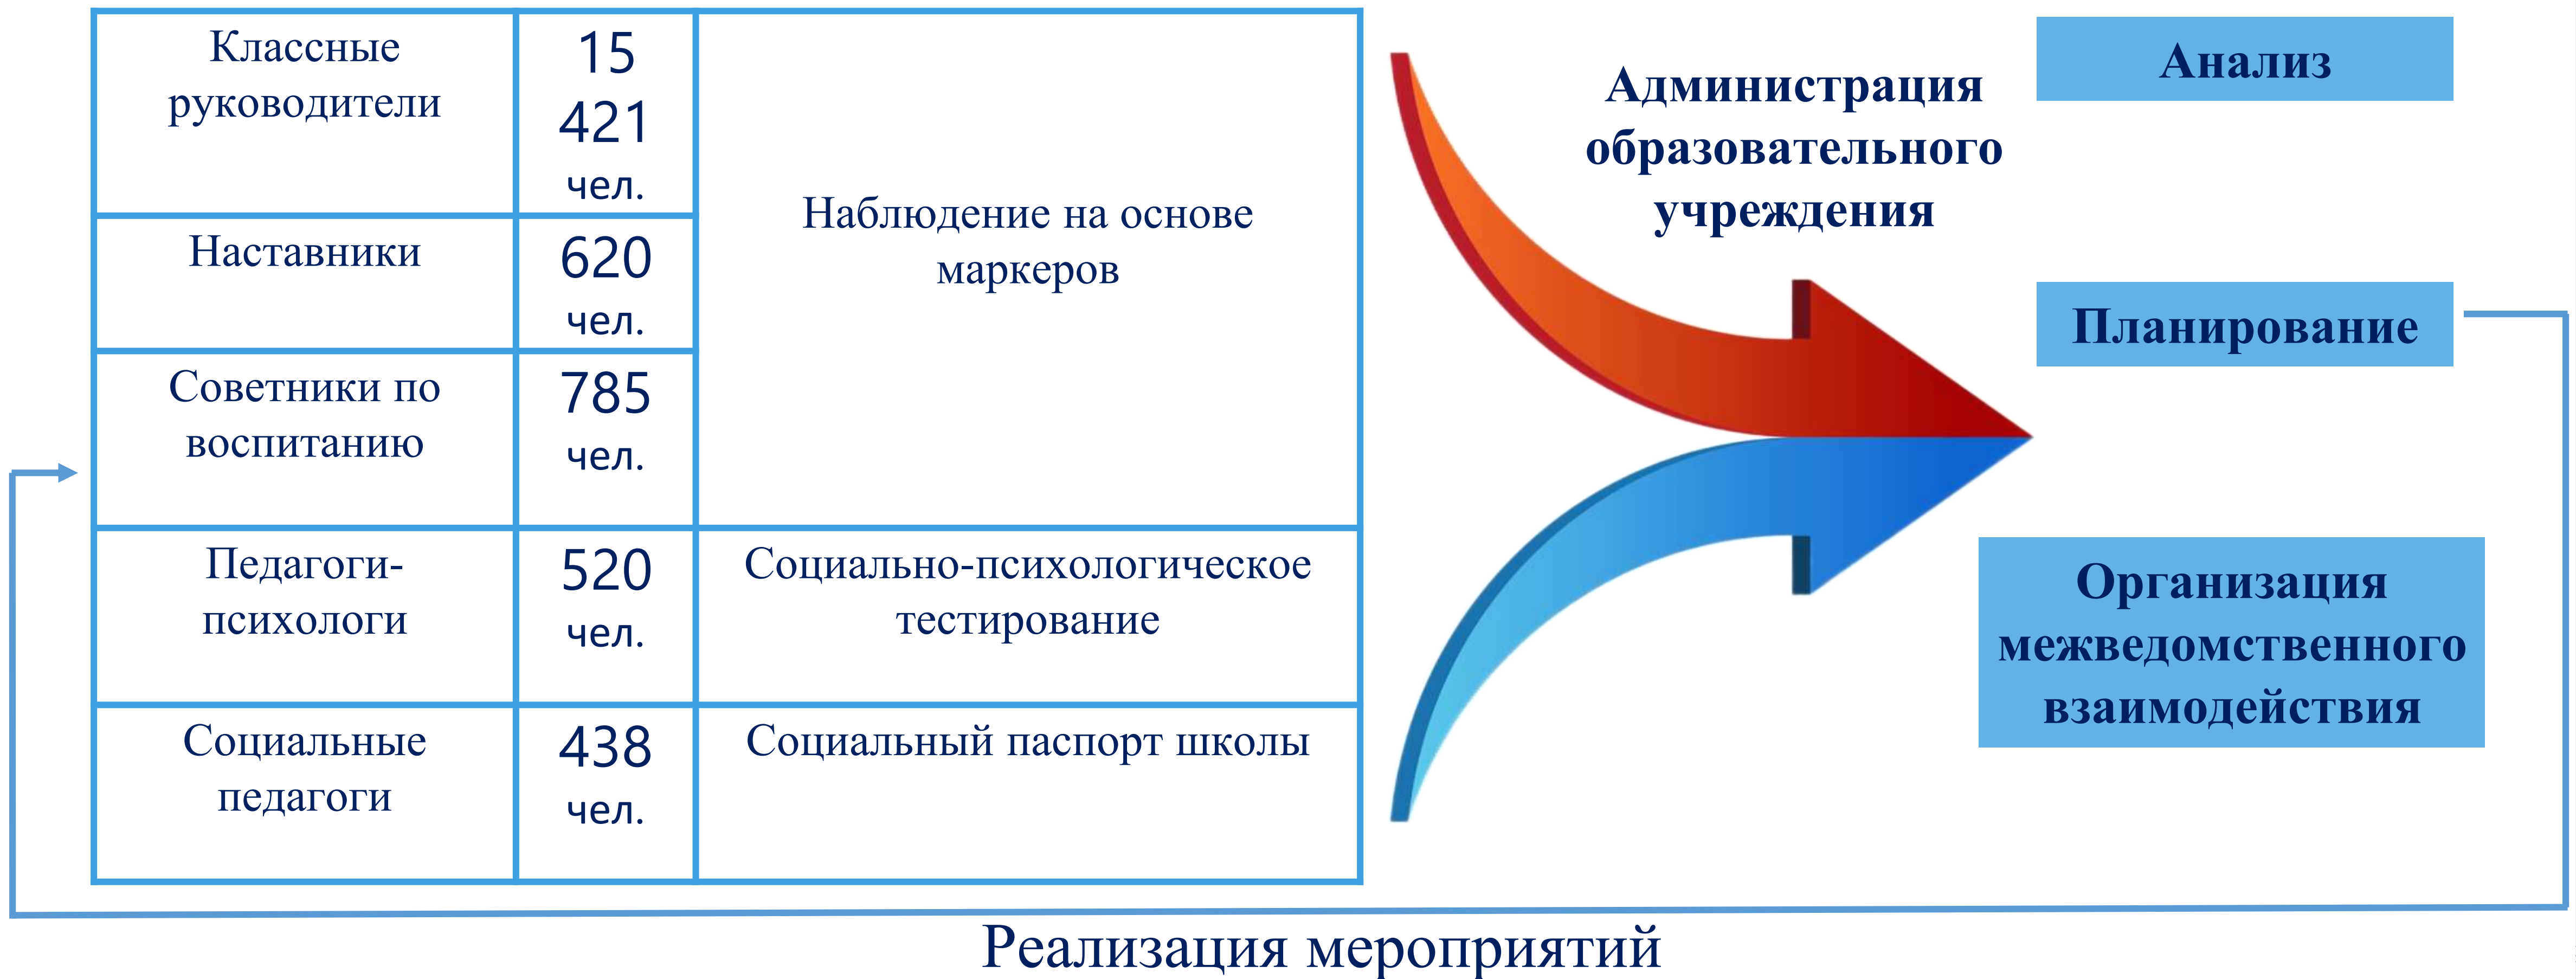 Классные
руководители
15
421
чел.
Наблюдение на основе
маркеров
Наставники
620
чел.
Советники по
воспитанию
785
чел.
Педагоги-
психологи
520
чел.
Социально-психологическое
тестирование
Социальные
педагоги
438
чел.
Социальный паспорт школы
Администрация
образовательного
учреждения
Анализ
Планирование
Организация
межведомственного
взаимодействия
Реализация мероприятий